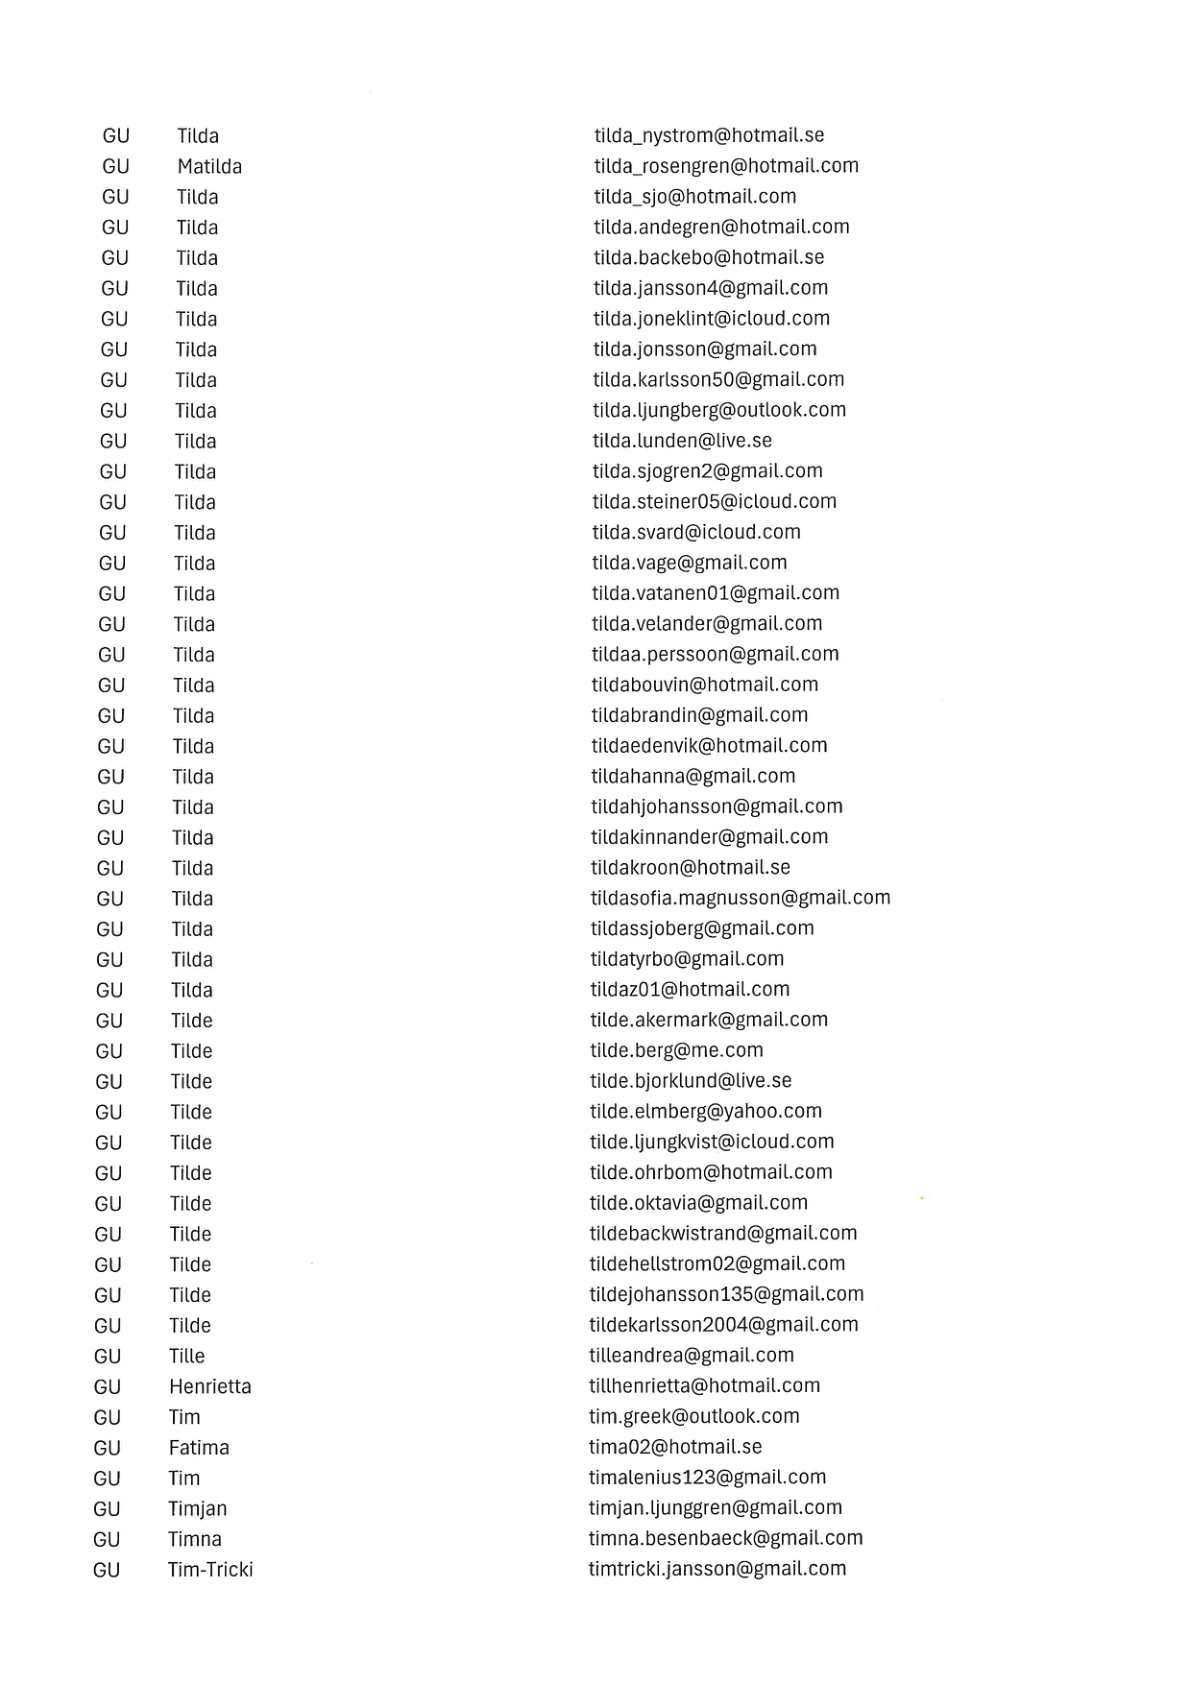 GU Tilda tilda_nystrom@hotmail.se
GU Matilda tilda_rosengren@hotmail.com
GU Tilda tilda_sjo@hotmail.com
GU Tilda tilda.andegren@hotmail.com
GU Tilda tilda.backebo@hotmail.se
GU Tilda tilda.jansson4@gmail.com
GU Tilda tilda.joneklint@icloud.com
GU Tilda tilda.jonsson@gmail.com
GU Tilda tilda.karlsson50@gmail.com
GU Tilda tilda.ljungberg@outlook.com
GU Tilda tilda.lunden@live.se
GU Tilda tilda.sjogren2@gmail.com
GU Tilda tilda.steiner05@icloud.com
GU Tilda tilda.svard@icloud.com
GU Tilda tilda.vage@gmail.com
GU Tilda tilda.vatanen01@gmail.com
GU Tilda tilda.velander@gmail.com
GU Tilda tildaa.perssoon@gmail.com
GU Tilda tildabouvin@hotmail.com
GU Tilda tildabrandin@gmail.com
GU Tilda tildaedenvik@hotmail.com
GU Tilda tildahanna@gmail.com
GU Tilda tildahjohansson@gmail.com
GU Tilda tildakinnander@gmail.com
GU Tilda tildakroon@hotmail.se
GU Tilda tildasofia.magnusson@gmail.com
GU Tilda tildassjoberg@gmail.com
GU Tilda tildatyrbo@gmail.com
GU Tilda tildaz01@hotmail.com
GU Tilde tilde.akermark@gmail.com
GU Tilde tilde.berg@me.com
GU Tilde tilde.bjorklund@live.se
GU Tilde tilde.elmberg@yahoo.com
GU Tilde tilde.ljungkvist@icloud.com
GU Tilde tilde.ohrbom@hotmail.com
GU Tilde tilde.oktavia@gmail.com
GU Tilde tildebackwistrand@gmail.com
GU Tilde tildehellstrom02@gmail.com
GU Tilde tildejohansson135@gmail.com
GU Tilde tildekarlsson2004@gmail.com
GU Tille tilleandrea@gmail.com
GU Henrietta tillhenrietta@hotmail.com
GU Tim tim.greek@outlook.com
GU Fatima tima02@hotmail.se
GU Tim timalenius123@gmail.com
GU Timjan timjan.ljunggren@gmail.com
GU Timna timna.besenbaeck@gmail.com
GU Tim-Tricki timtricki.jansson@gmail.com